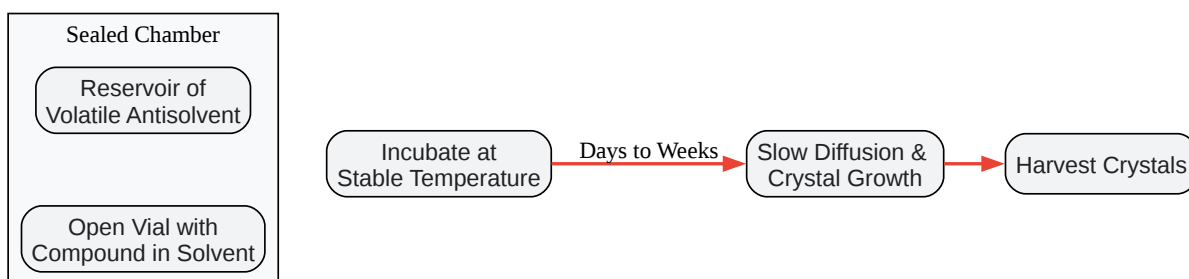 Sealed Chamber
Reservoir of
Volatile Antisolvent
Open Vial with
Compound in Solvent
Incubate at
Stable Temperature
Days to Weeks
Slow Diffusion &
Crystal Growth
Harvest Crystals